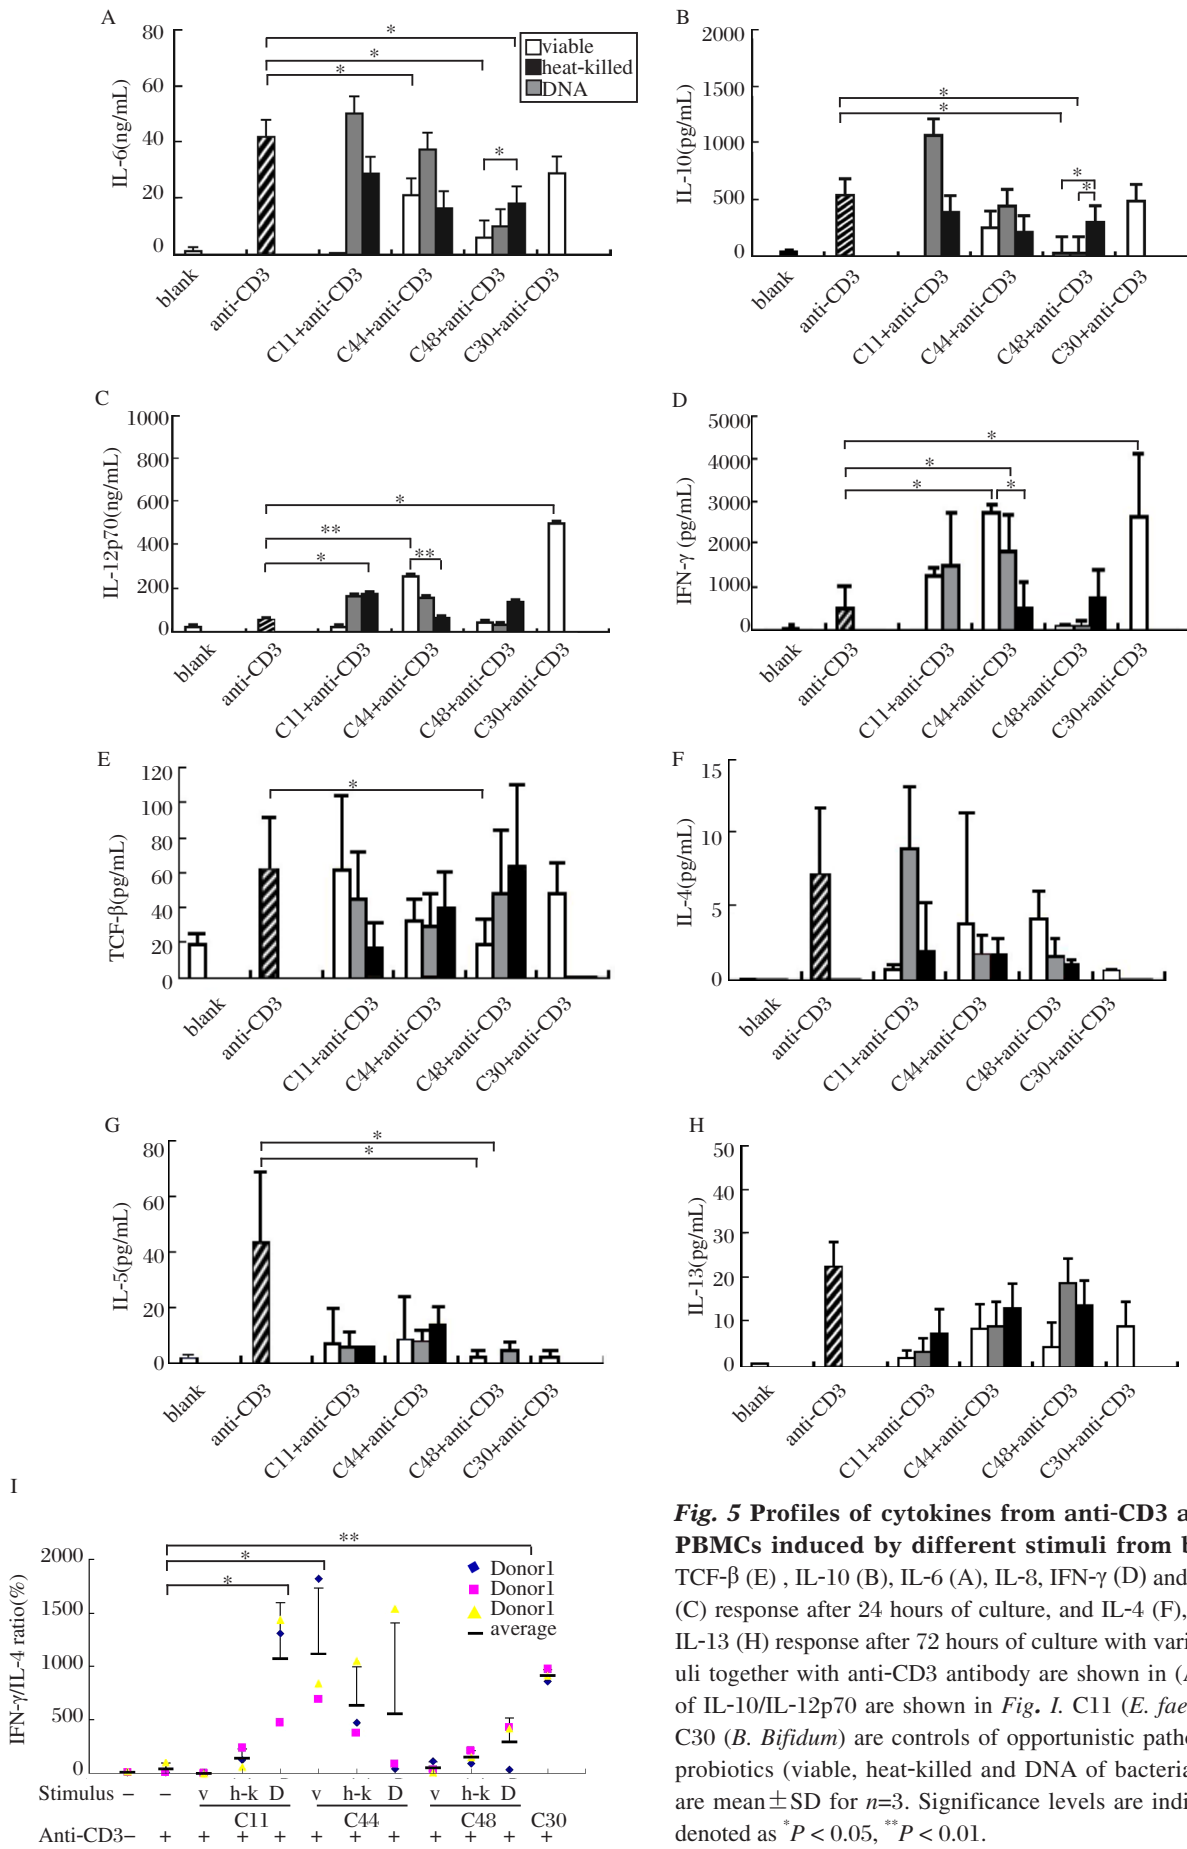 A
80
60
40
20
0
IL-6(ng/mL)
* * * *
viable
heat-killed
DNA
blank
anti-CD3
C11+anti-CD3
C44+anti-CD3
C48+anti-CD3
C30+anti-CD3
B
2000
1500
1000
500
0
IL-10(pg/mL)
* * * *
blank
anti-CD3
C11+anti-CD3
C44+anti-CD3
C48+anti-CD3
C30+anti-CD3
C
1000
800
600
400
200
0
IL-12p70(ng/mL)
* ** * **
blank
anti-CD3
C11+anti-CD3
C44+anti-CD3
C48+anti-CD3
C30+anti-CD3
D
5000
4000
3000
2000
1000
0
IFN-γ (pg/mL)
* * * *
blank
anti-CD3
C11+anti-CD3
C44+anti-CD3
C48+anti-CD3
C30+anti-CD3
E
120
100
80
60
40
20
0
TCF-β(pg/mL)
*
blank
anti-CD3
C11+anti-CD3
C44+anti-CD3
C48+anti-CD3
C30+anti-CD3
F
15
10
5
0
IL-4(pg/mL)
blank
anti-CD3
C11+anti-CD3
C44+anti-CD3
C48+anti-CD3
C30+anti-CD3
G
80
60
40
20
0
IL-5(pg/mL)
* *
blank
anti-CD3
C11+anti-CD3
C44+anti-CD3
C48+anti-CD3
C30+anti-CD3
H
50
40
30
20
10
0
IL-13(pg/mL)
blank
anti-CD3
C11+anti-CD3
C44+anti-CD3
C48+anti-CD3
C30+anti-CD3
I
2000
1500
1000
500
0
IFN-γ/IL-4 ratio(%)
** * *
Donor1
Donor1
Donor1
average
Stimulus – – v h-k D v h-k D v h-k D
C11 C44 C48 C30
Anti-CD3– + + + + + + + + + + +
Fig. 5 Profiles of cytokines from anti-CD3 a
PBMCs induced by different stimuli from b
TCF-β (E) , IL-10 (B), IL-6 (A), IL-8, IFN-γ (D) and
(C) response after 24 hours of culture, and IL-4 (F),
IL-13 (H) response after 72 hours of culture with vari
uli together with anti-CD3 antibody are shown in (A
of IL-10/IL-12p70 are shown in Fig. I. C11 (E. fae
C30 (B. Bifidum) are controls of opportunistic patho
probiotics (viable, heat-killed and DNA of bacteria
are mean±SD for n=3. Significance levels are indi
denoted as *P < 0.05, **P < 0.01.